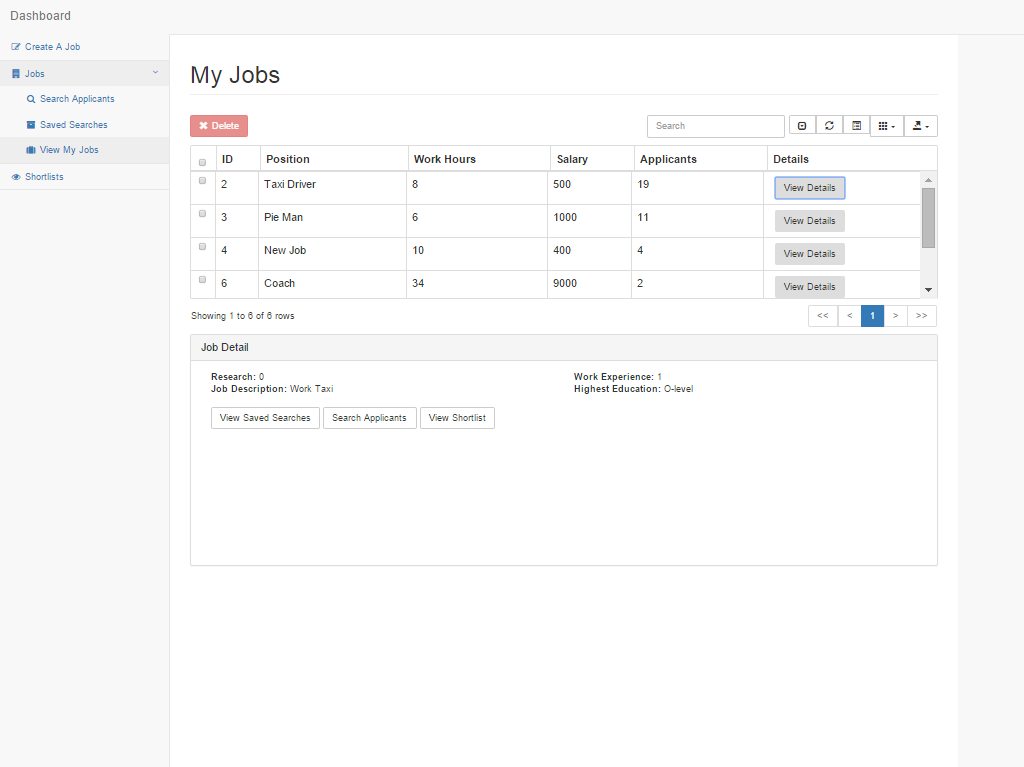 Dashboard
Create A Job
Jobs
Search Applicants
Saved Searches
View My Jobs
Shortlists
My Jobs
Delete
Search
ID Position Work Hours Salary Applicants Details
2 Taxi Driver 8 500 19 View Details
3 Pie Man 6 1000 11 View Details
4 New Job 10 400 4 View Details
6 Coach 34 9000 2 View Details
Showing 1 to 6 of 6 rows
<< < 1 > >>
Job Detail
Research: 0 Work Experience: 1
Job Description: Work Taxi Highest Education: O-level
View Saved Searches Search Applicants View Shortlist